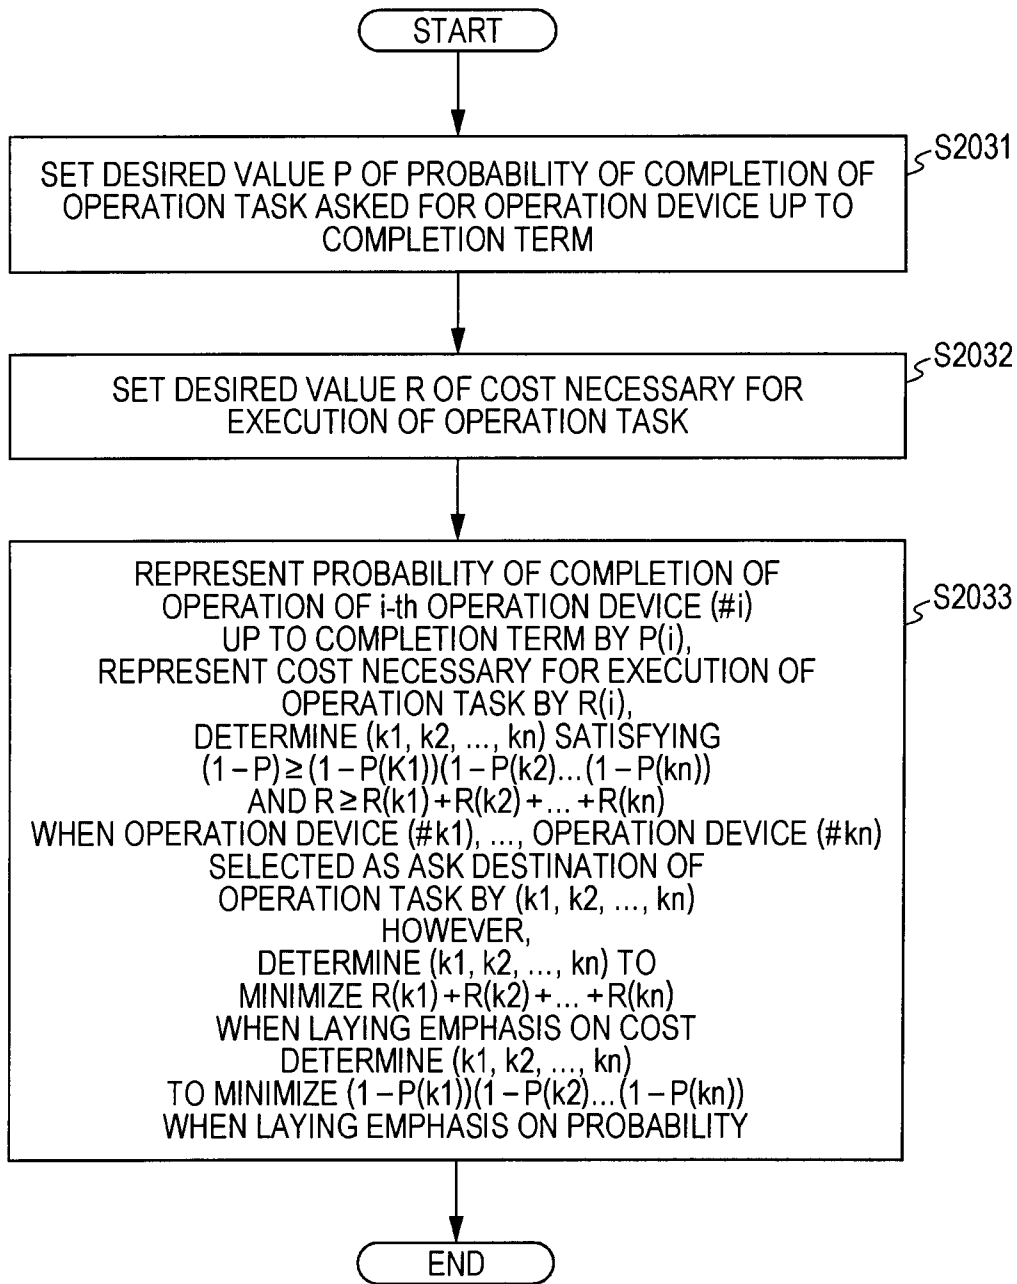 START
S2031
SET DESIRED VALUE P OF PROBABILITY OF COMPLETION OF
OPERATION TASK ASKED FOR OPERATION DEVICE UP TO
COMPLETION TERM
S2032
SET DESIRED VALUE R OF COST NECESSARY FOR
EXECUTION OF OPERATION TASK
S2033
REPRESENT PROBABILITY OF COMPLETION OF
OPERATION OF i-th OPERATION DEVICE (#i)
UP TO COMPLETION TERM BY P(i),
REPRESENT COST NECESSARY FOR EXECUTION OF
OPERATION TASK BY R(i),
DETERMINE (k1, k2, ..., kn) SATISFYING
(1-P)≥(1-P(K1))(1-P(k2)...(1-P(kn))
AND R≥R(k1)+R(k2)+...+R(kn)
WHEN OPERATION DEVICE (#k1), ..., OPERATION DEVICE (#kn)
SELECTED AS ASK DESTINATION OF
OPERATION TASK BY (k1, k2, ..., kn)
HOWEVER,
DETERMINE (k1, k2, ..., kn) TO
MINIMIZE R(k1)+R(k2)+...+R(kn)
WHEN LAYING EMPHASIS ON COST
DETERMINE (k1, k2, ..., kn)
TO MINIMIZE (1-P(k1))(1-P(k2)...(1-P(kn))
WHEN LAYING EMPHASIS ON PROBABILITY
END